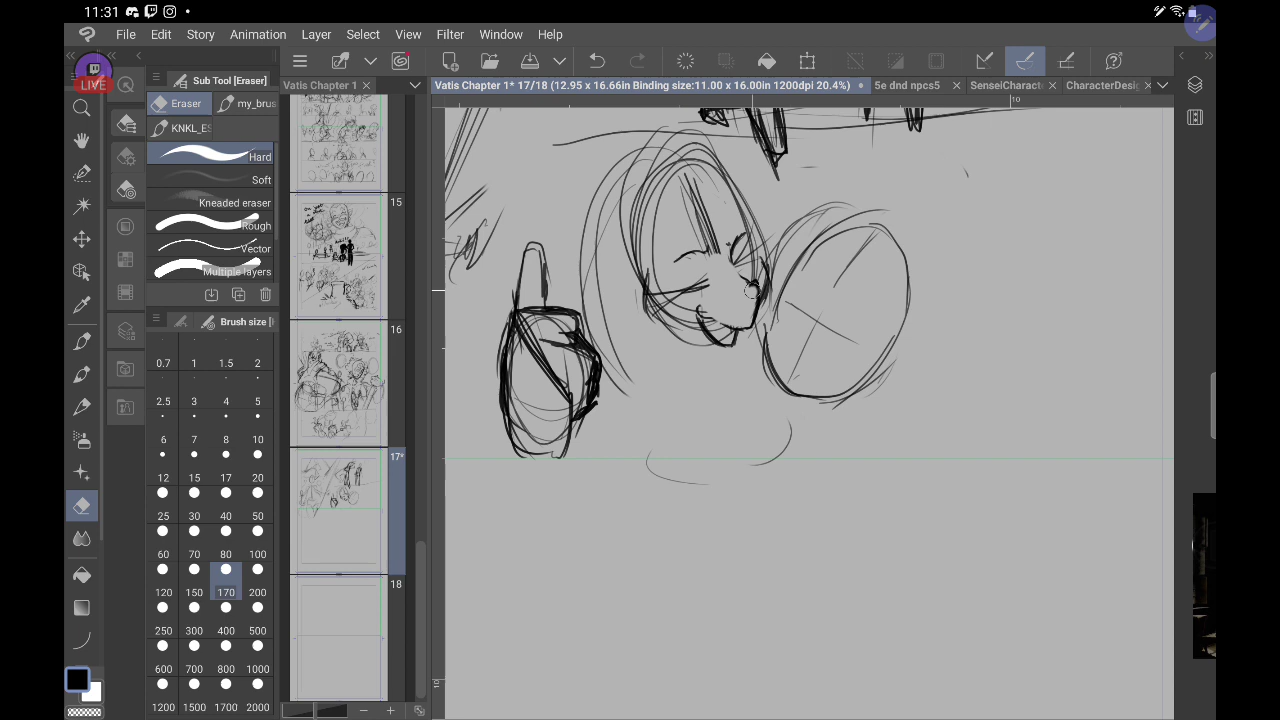 11:31
File Edit Story Animation Layer Select View Filter Window Help
LIVE
Sub Tool [Eraser]
Vatis Chapter 1
Vatis Chapter 1* 17/18 (12.95 x 16.66in Binding size:11.00 x 16.00in 1200dpi 20.4%)
5e dnd npcs5
SenseiCharact
CharacterDesig
Eraser
my_brus
KNKL_ES
Hard
Soft
Kneaded eraser
Rough
Vector
Multiple layers
Brush size [
0.7 1 1.5 2
2.5 3 4 5
6 7 8 10
12 15 17 20
25 30 40 50
60 70 80 100
120 150 170 200
250 300 400 500
600 700 800 1000
1200 1500 1700 2000
15
16
17*
18
10
10